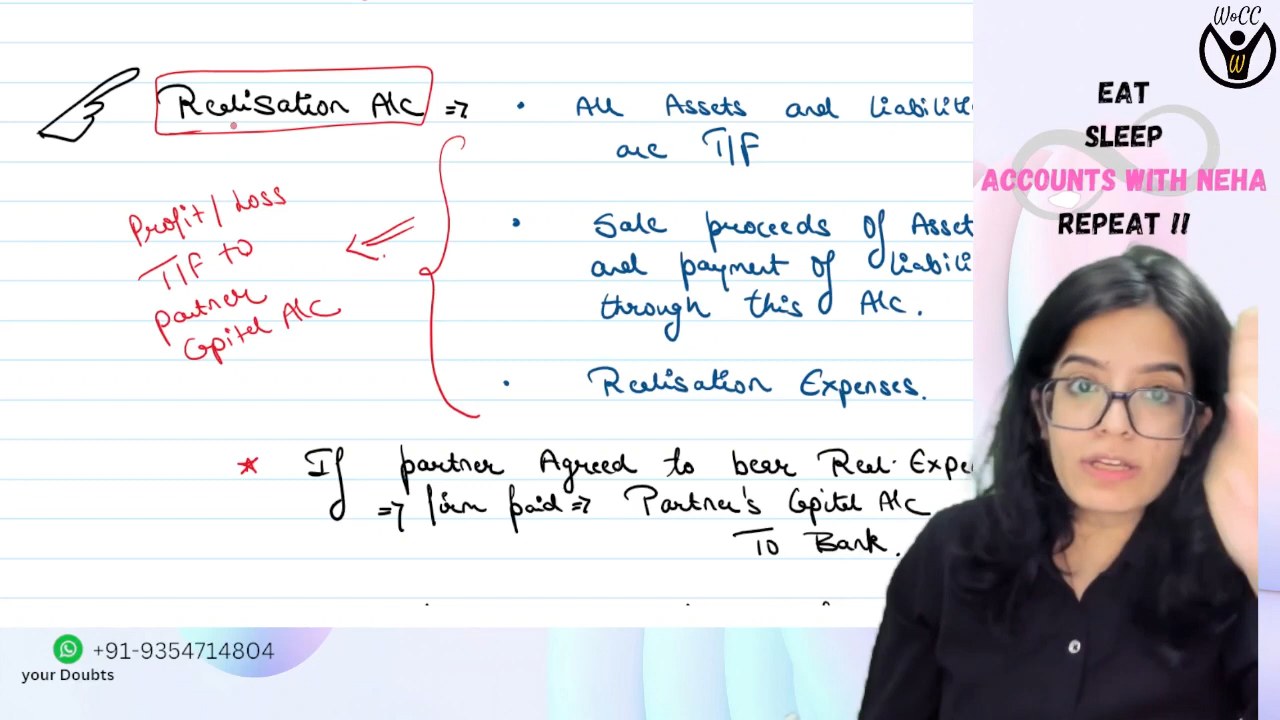 WoCC
W
EAT
SLEEP
ACCOUNTS WITH NEHA
REPEAT !!
Realisation A/c ⇒ • All Assets and liabiliti
are T/F
• Sale proceeds of Asset
and payment of liabili
through this A/c.
• Realisation Expenses.
Profit/Loss
T/F to
partner
Capital A/c
* If partner Agreed to bear Real. Expe
⇒ firm paid ⇒ Partner's Capital A/c
To Bank.
+91-9354714804
your Doubts